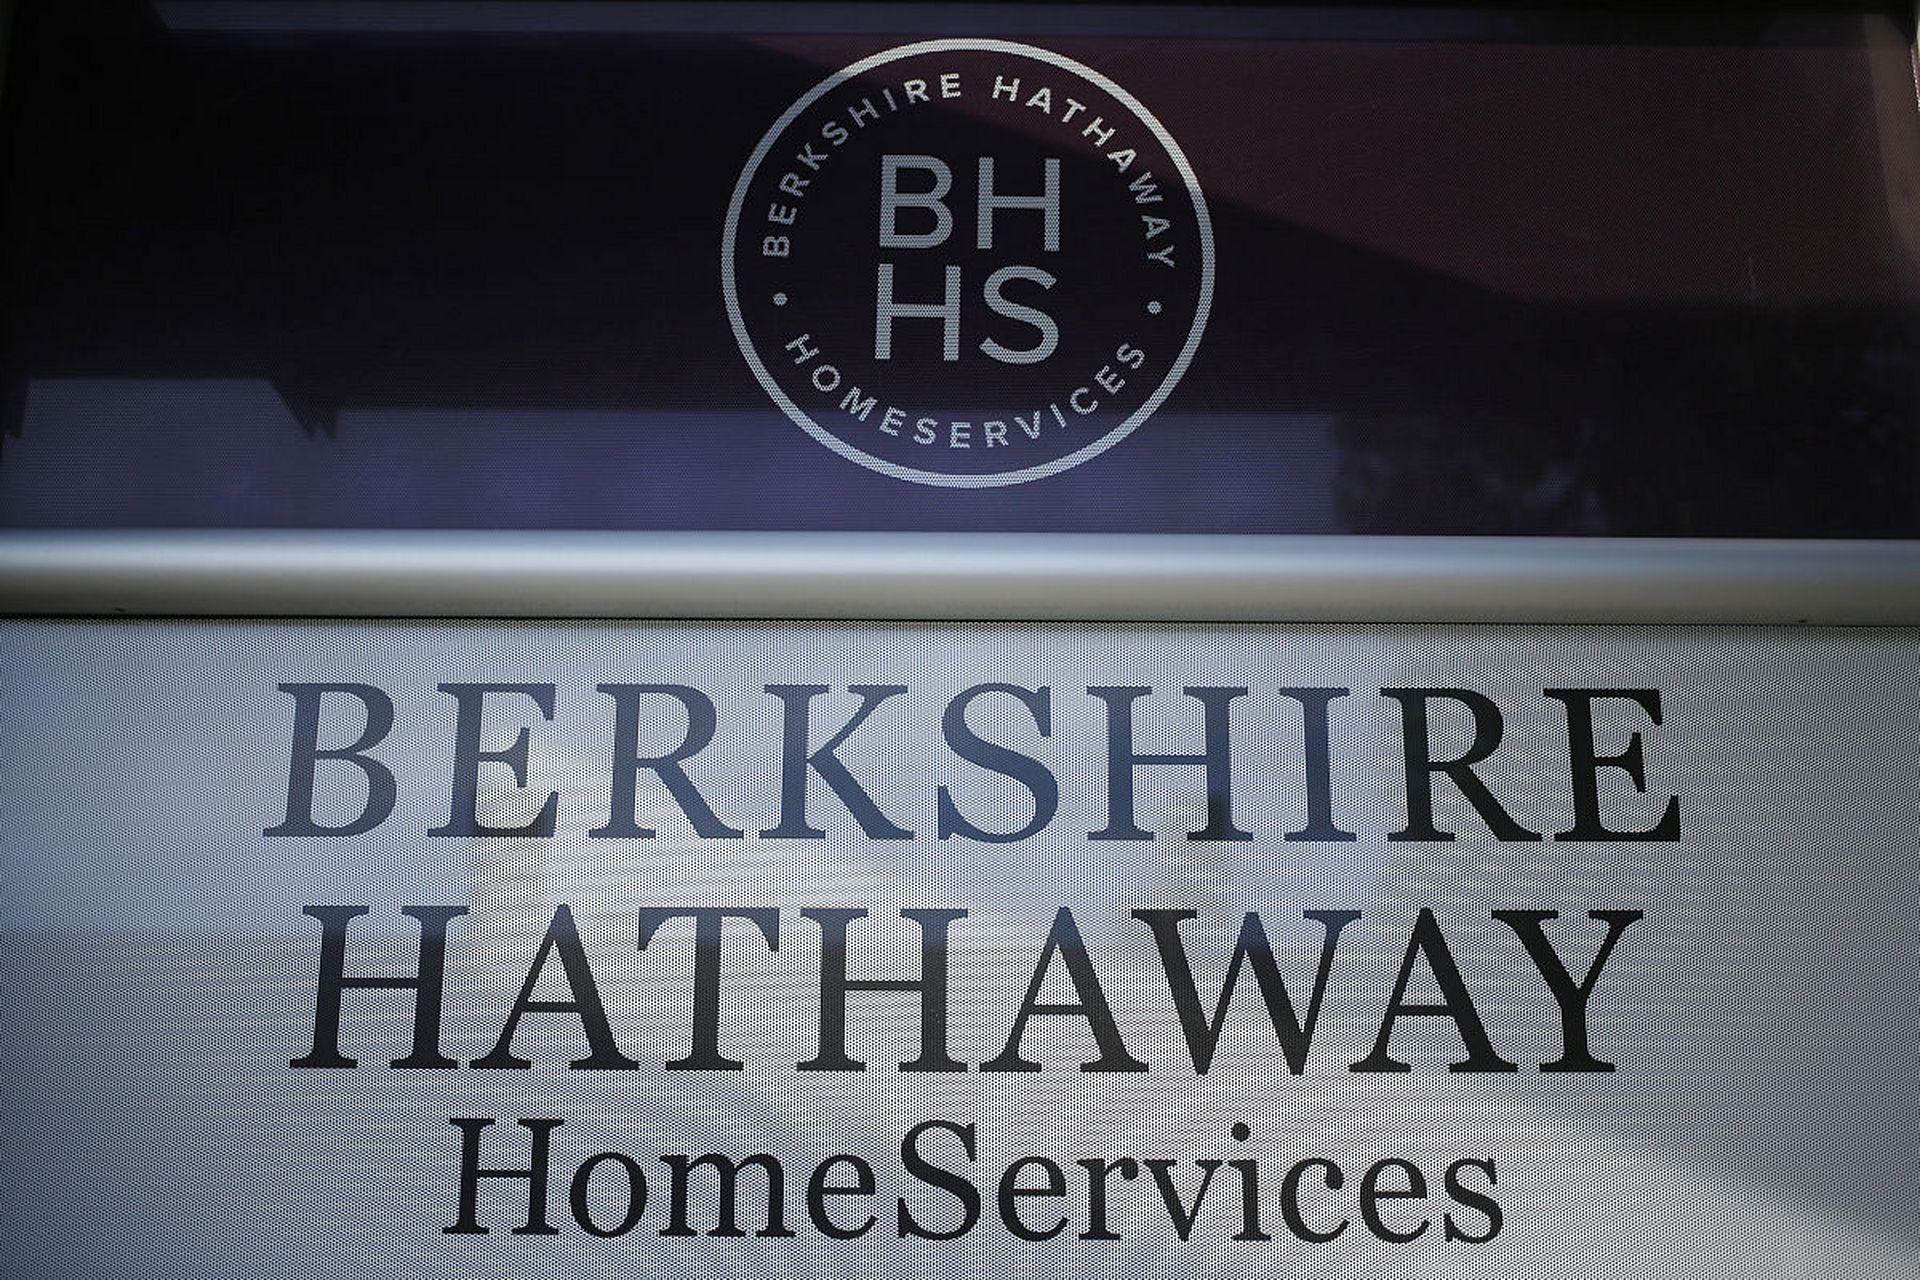 BERKSHIRE HATHAWAY
BH
HS
• HOMESERVICES •
BERKSHIRE
HATHAWAY
HomeServices